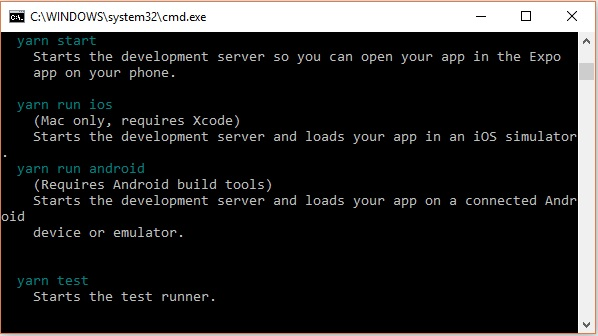 C:\WINDOWS\system32\cmd.exe
yarn start
Starts the development server so you can open your app in the Expo
app on your phone.
yarn run ios
(Mac only, requires Xcode)
Starts the development server and loads your app in an iOS simulator
.
yarn run android
(Requires Android build tools)
Starts the development server and loads your app on a connected Andr
oid
device or emulator.
yarn test
Starts the test runner.